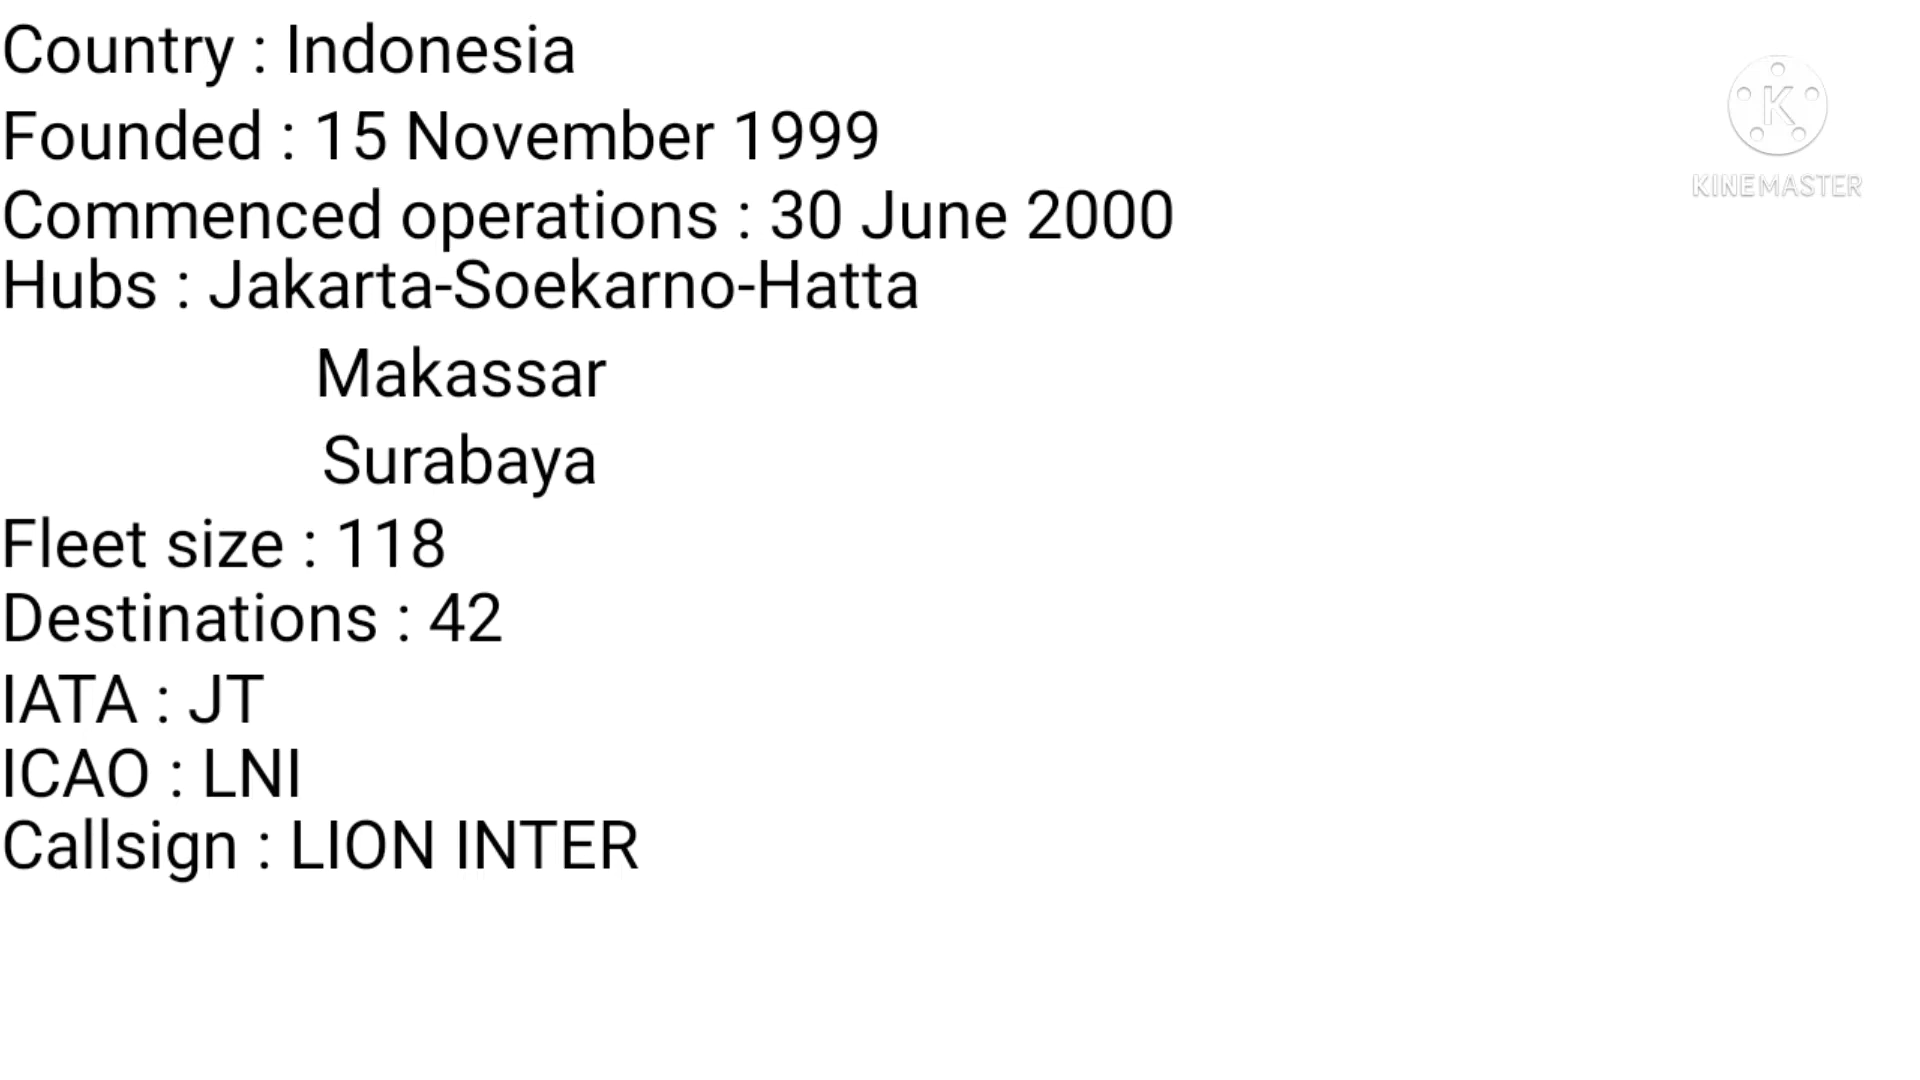 Country : Indonesia
Founded : 15 November 1999
Commenced operations : 30 June 2000
Hubs : Jakarta-Soekarno-Hatta
Makassar
Surabaya
Fleet size : 118
Destinations : 42
IATA : JT
ICAO : LNI
Callsign : LION INTER
K
KINEMASTER